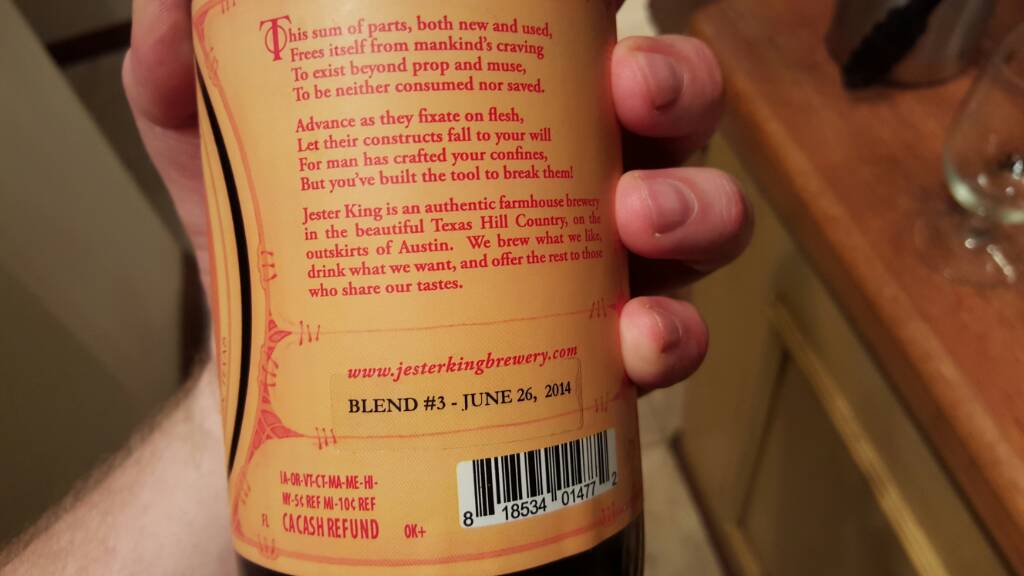 This sum of parts, both new and used,
Frees itself from mankind's craving
To exist beyond prop and muse,
To be neither consumed nor saved.
Advance as they fixate on flesh,
Let their constructs fall to your will
For man has crafted your confines,
But you've built the tool to break them!
Jester King is an authentic farmhouse brewery
in the beautiful Texas Hill Country, on the
outskirts of Austin. We brew what we like,
drink what we want, and offer the rest to those
who share our tastes.
www.jesterkingbrewery.com
BLEND #3 - JUNE 26, 2014
IA-OR-VT-CT-MA-ME-HI-
NY-5¢ REF MI-10¢ REF
FL CA CASH REFUND OK+
8 18534 01477 2